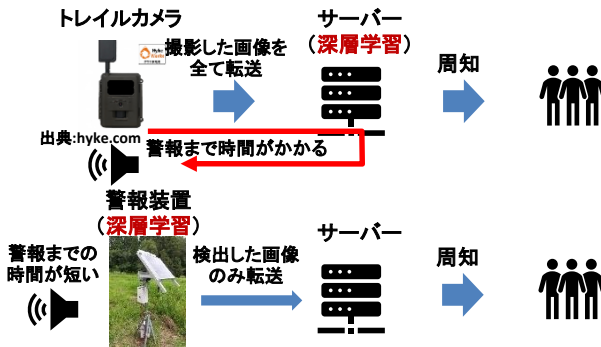 トレイルカメラ
サーバー
(深層学習)
撮影した画像を
全て転送
周知
Hyke
出典:hyke.com
警報まで時間がかかる
警報装置
(深層学習)
警報までの
時間が短い
検出した画像
のみ転送
サーバー
周知